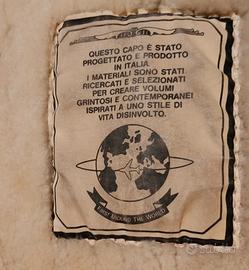 QUESTO CAPO È STATO
PROGETTATO E PRODOTTO
IN ITALIA.
I MATERIALI SONO STATI
RICERCATI E SELEZIONATI
PER CREARE VOLUMI
GRINTOSI E CONTEMPORANEI
ISPIRATI A UNO STILE DI
VITA DISINVOLTO.
FIRST AROUND THE WORLD
subito